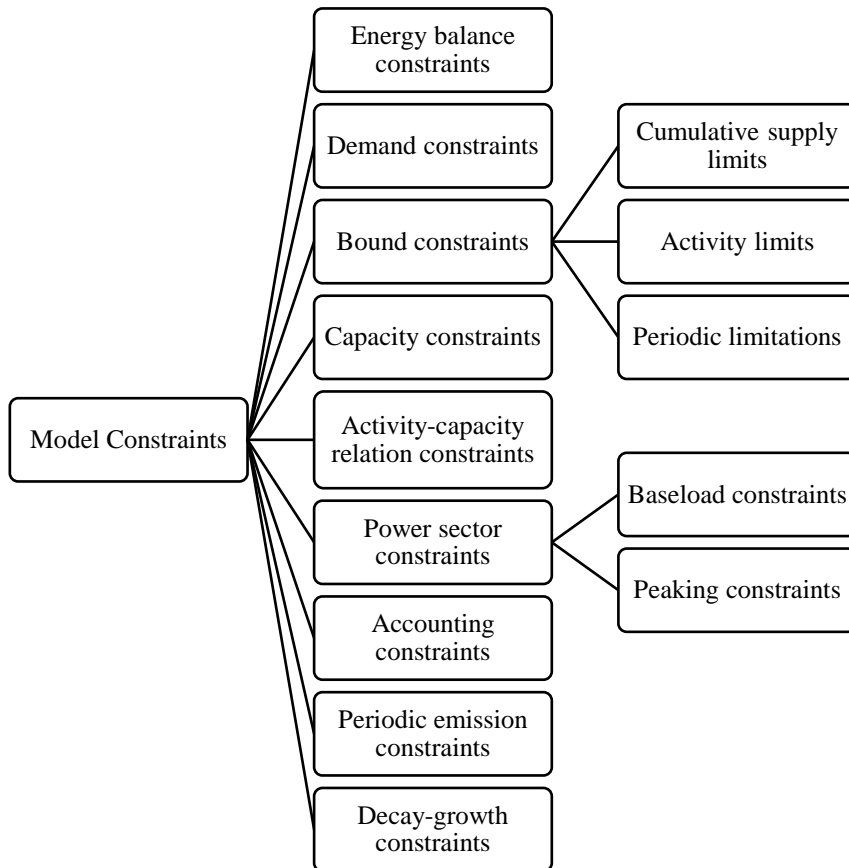 Model Constraints
Energy balance
constraints
Demand constraints
Bound constraints
Cumulative supply
limits
Activity limits
Periodic limitations
Capacity constraints
Activity-capacity
relation constraints
Power sector
constraints
Baseload constraints
Peaking constraints
Accounting
constraints
Periodic emission
constraints
Decay-growth
constraints